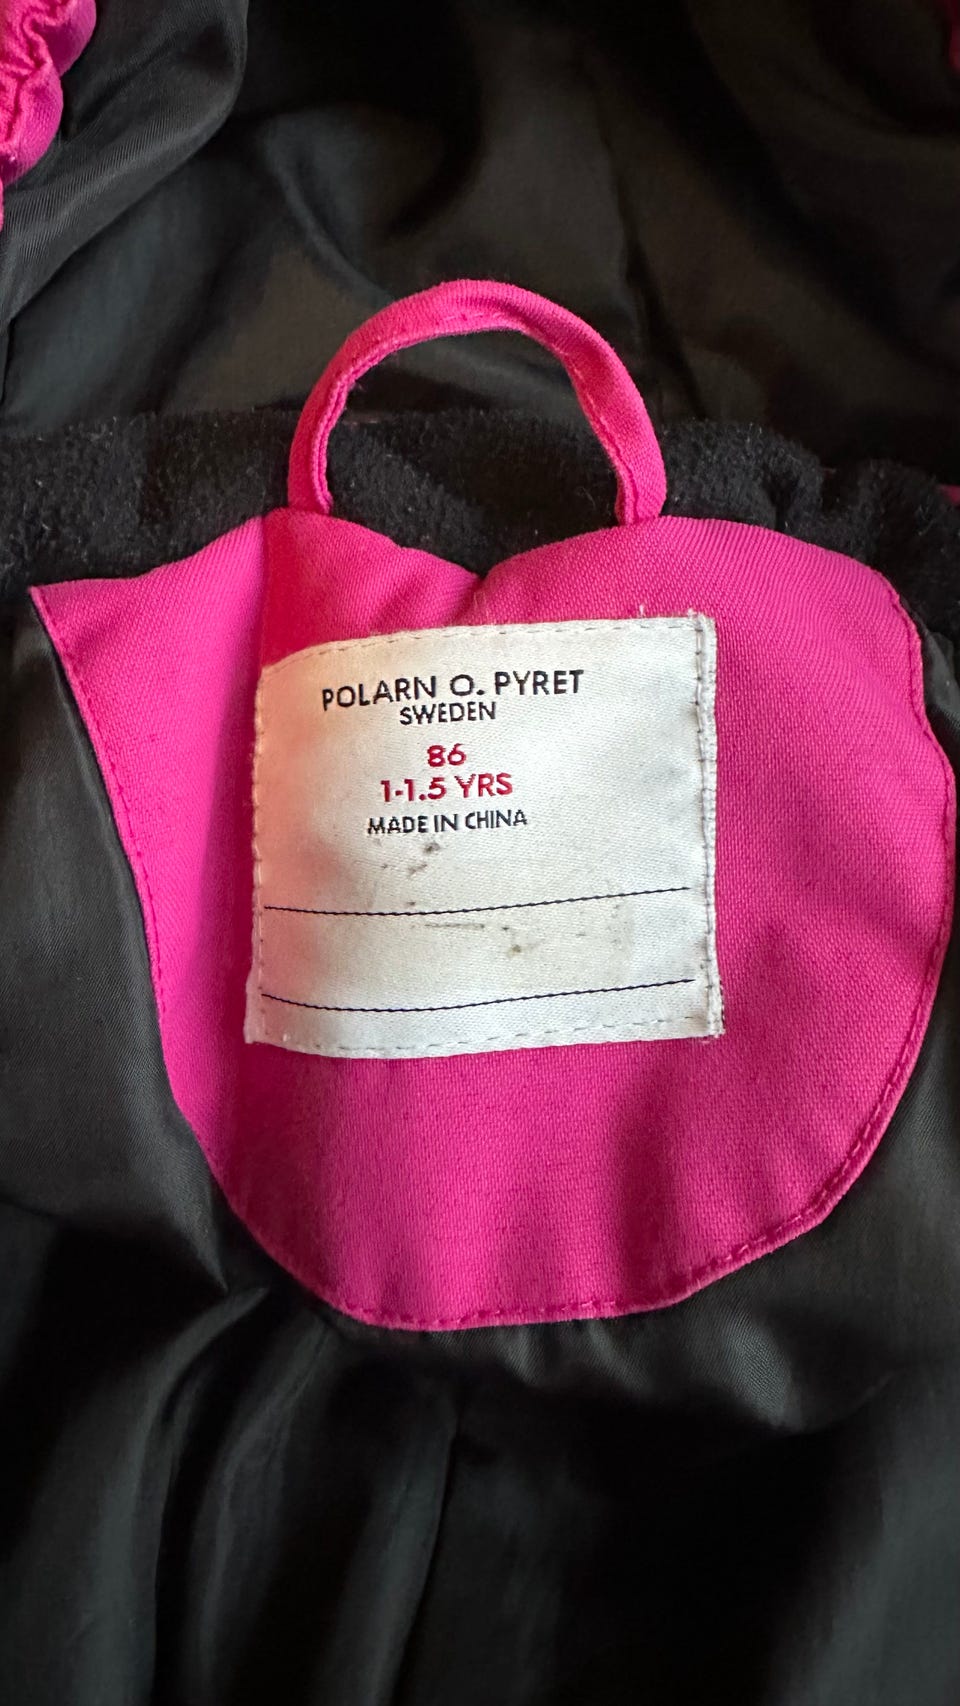 POLARN O. PYRET
SWEDEN
86
1-1.5 YRS
MADE IN CHINA